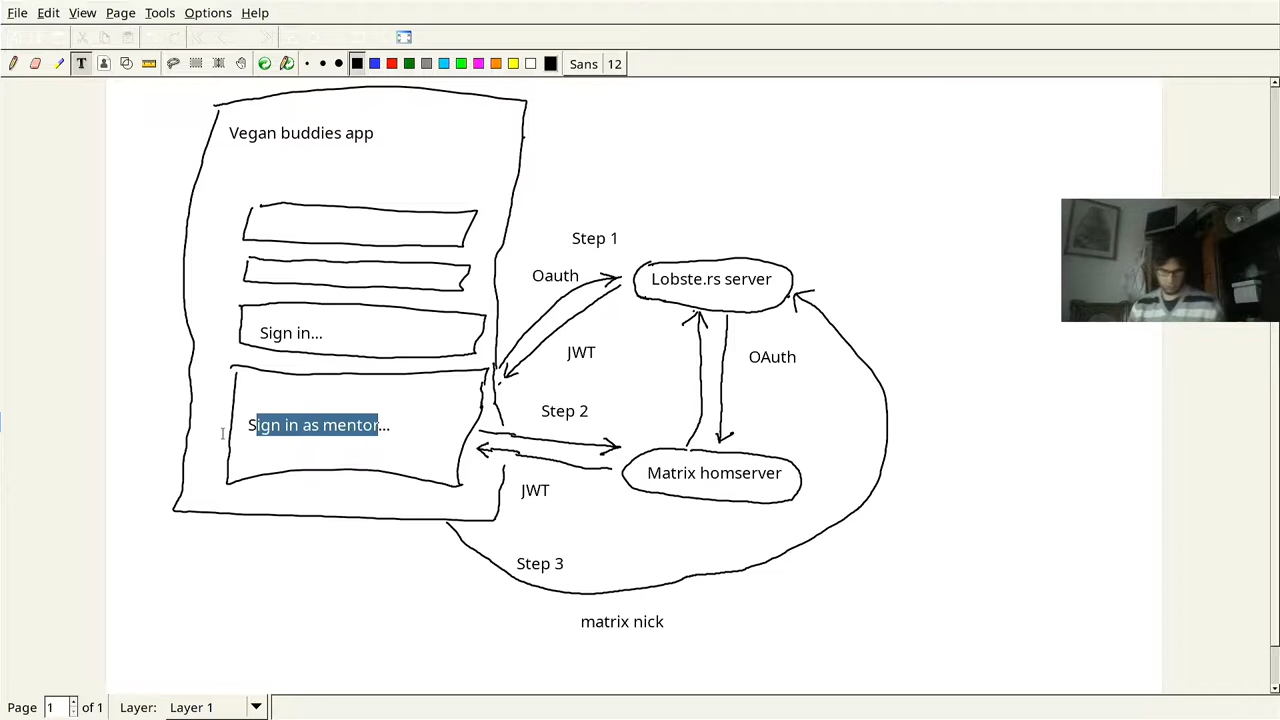 File Edit View Page Tools Options Help
T Sans 12
Vegan buddies app
Step 1
Oauth
Lobste.rs server
Sign in...
JWT
OAuth
Step 2
Sign in as mentor...
Matrix homserver
JWT
Step 3
matrix nick
Page 1 of 1 Layer: Layer 1